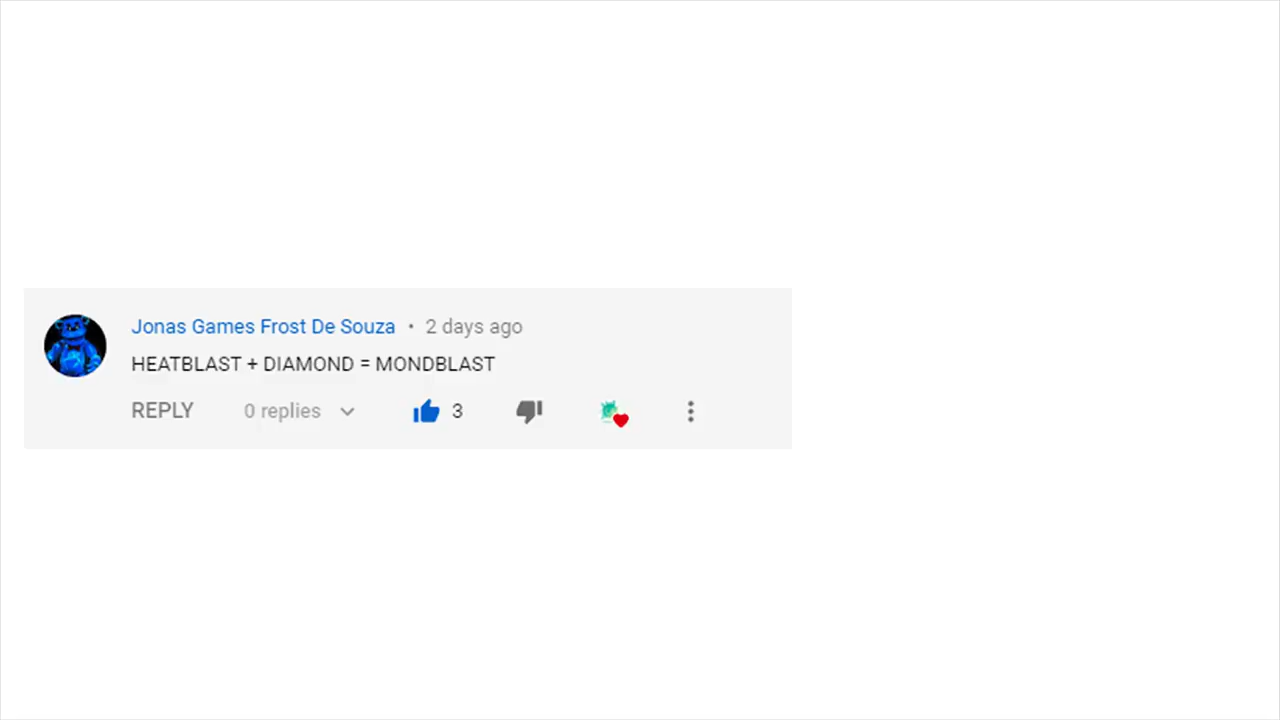 Jonas Games Frost De Souza • 2 days ago
HEATBLAST + DIAMOND = MONDBLAST
REPLY 0 replies 3